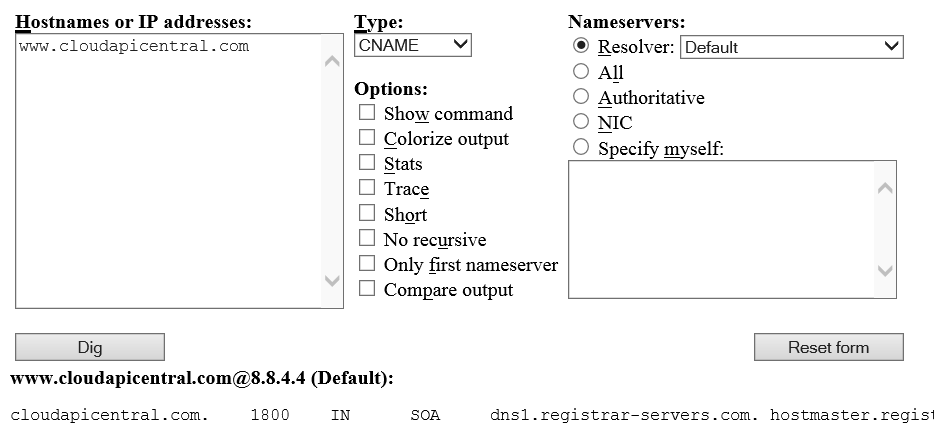 Hostnames or IP addresses:
www.cloudapicentral.com
Type:
CNAME
Options:
Show command
Colorize output
Stats
Trace
Short
No recursive
Only first nameserver
Compare output
Nameservers:
Resolver: Default
All
Authoritative
NIC
Specify myself:
Dig
Reset form
www.cloudapicentral.com@8.8.4.4 (Default):
cloudapicentral.com. 1800 IN SOA dns1.registrar-servers.com. hostmaster.regist